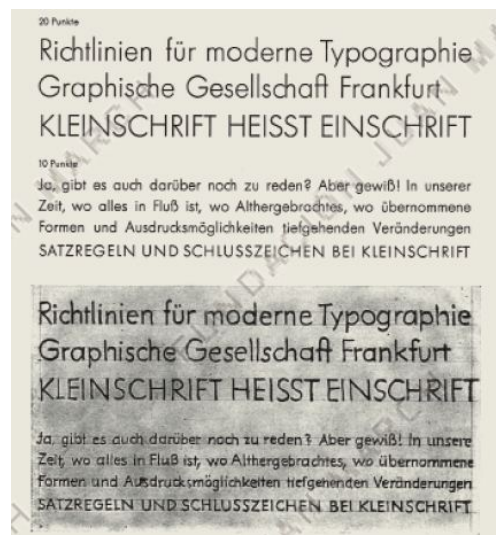 20 Punkte
Richtlinien für moderne Typographie
Graphische Gesellschaft Frankfurt
KLEINSCHRIFT HEISST EINSCHRIFT
10 Punkte
Ja, gibt es auch darüber noch zu reden? Aber gewiß! In unserer
Zeit, wo alles in Fluß ist, wo Althergebrachtes, wo übernommene
Formen und Ausdrucksmöglichkeiten tiefgehenden Veränderungen
SATZREGELN UND SCHLUSSZEICHEN BEI KLEINSCHRIFT
Richtlinien für moderne Typographie
Graphische Gesellschaft Frankfurt
KLEINSCHRIFT HEISST EINSCHRIFT
Ja, gibt es auch darüber noch zu reden? Aber gewiß! In unsere
Zeit, wo alles in Fluß ist, wo Althergebrachtes, wo übernommene
Formen und Ausdrucksmöglichkeiten tiefgehenden Veränderungen
SATZREGELN UND SCHLUSSZEICHEN BEI KLEINSCHRIFT
FUNDACIÓN JUAN MARCH